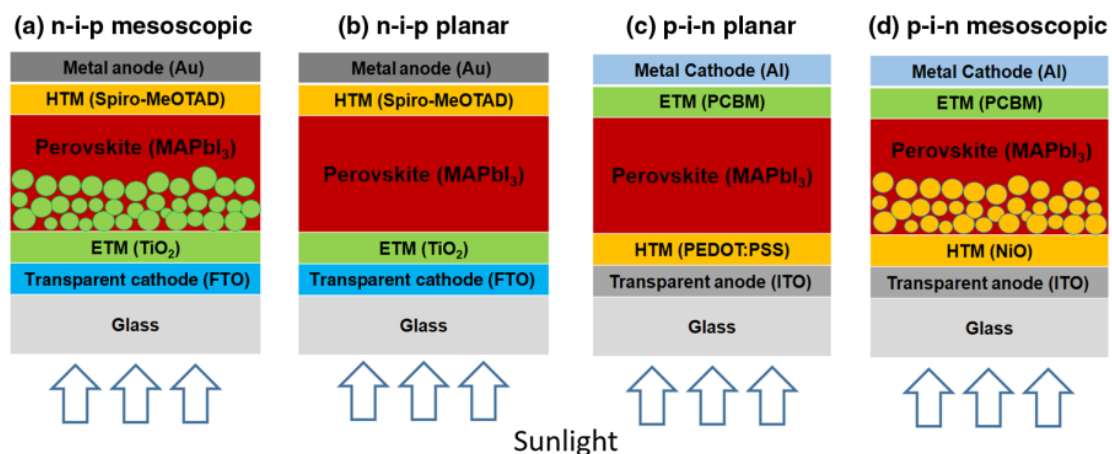 (a) n-i-p mesoscopic
Metal anode (Au)
HTM (Spiro-MeOTAD)
Perovskite (MAPbI₃)
ETM (TiO₂)
Transparent cathode (FTO)
Glass
(b) n-i-p planar
Metal anode (Au)
HTM (Spiro-MeOTAD)
Perovskite (MAPbI₃)
ETM (TiO₂)
Transparent cathode (FTO)
Glass
(c) p-i-n planar
Metal Cathode (Al)
ETM (PCBM)
Perovskite (MAPbI₃)
HTM (PEDOT:PSS)
Transparent anode (ITO)
Glass
(d) p-i-n mesoscopic
Metal Cathode (Al)
ETM (PCBM)
Perovskite (MAPbI₃)
HTM (NiO)
Transparent anode (ITO)
Glass
Sunlight